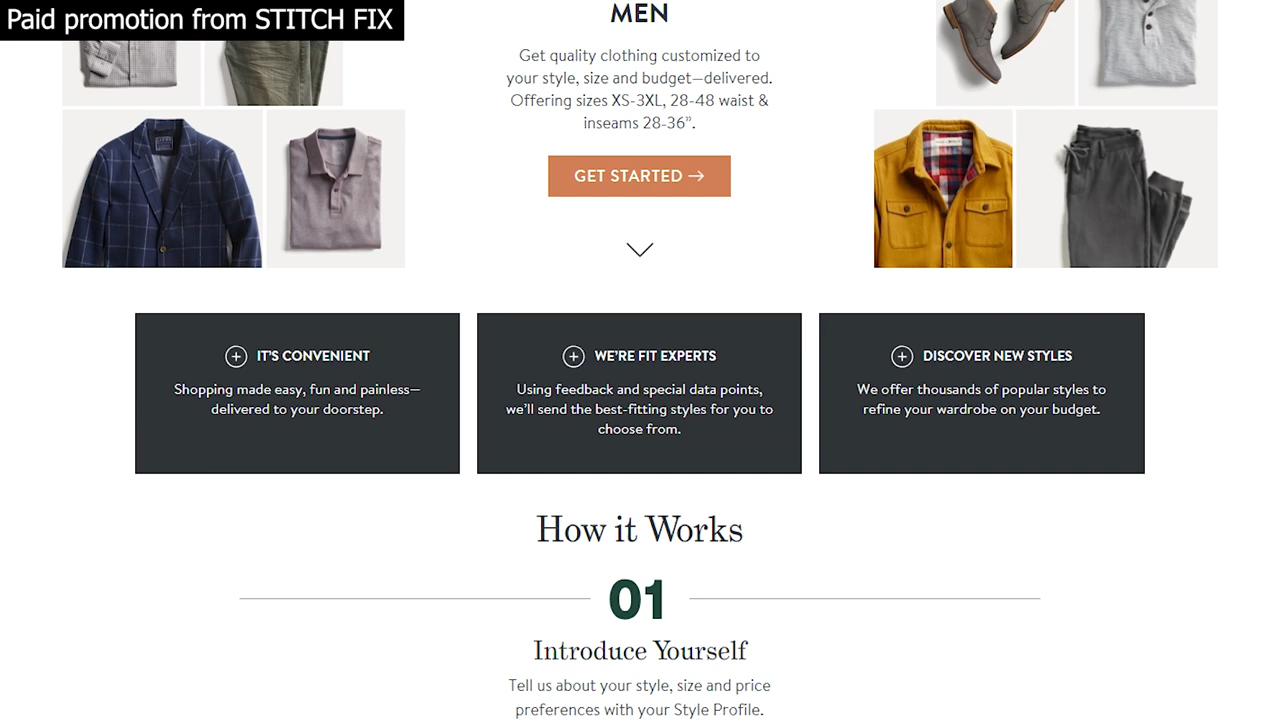 Paid promotion from STITCH FIX
MEN
Get quality clothing customized to
your style, size and budget—delivered.
Offering sizes XS-3XL, 28-48 waist &
inseams 28-36”.
GET STARTED →
IT'S CONVENIENT
Shopping made easy, fun and painless—
delivered to your doorstep.
WE'RE FIT EXPERTS
Using feedback and special data points,
we'll send the best-fitting styles for you to
choose from.
DISCOVER NEW STYLES
We offer thousands of popular styles to
refine your wardrobe on your budget.
How it Works
01
Introduce Yourself
Tell us about your style, size and price
preferences with your Style Profile.